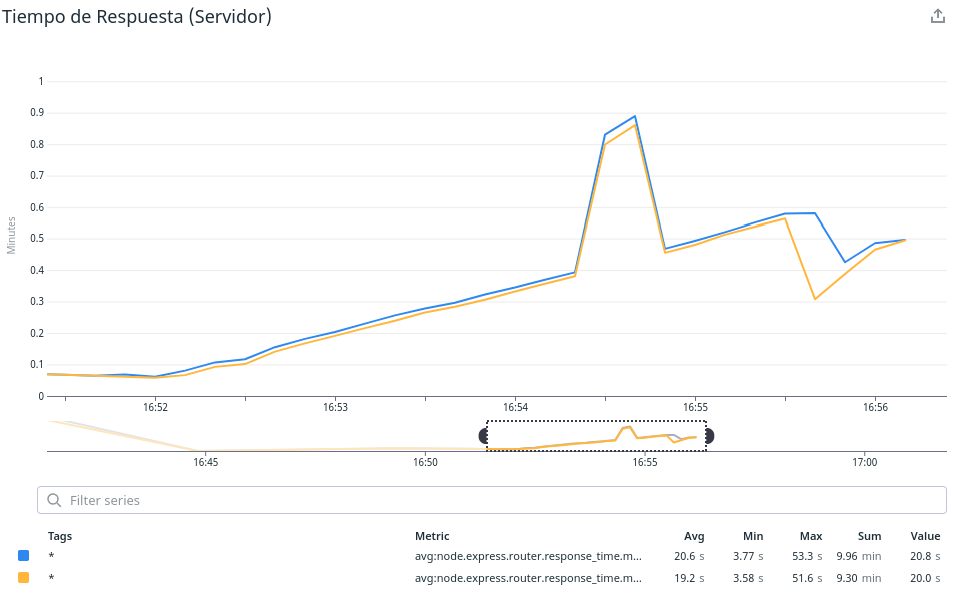 Tiempo de Respuesta (Servidor)
Minutes
1
0.9
0.8
0.7
0.6
0.5
0.4
0.3
0.2
0.1
0
16:52 16:53 16:54 16:55 16:56
16:45 16:50 16:55 17:00
Filter series
Tags Metric Avg Min Max Sum Value
* avg:node.express.router.response_time.m... 20.6 s 3.77 s 53.3 s 9.96 min 20.8 s
* avg:node.express.router.response_time.m... 19.2 s 3.58 s 51.6 s 9.30 min 20.0 s